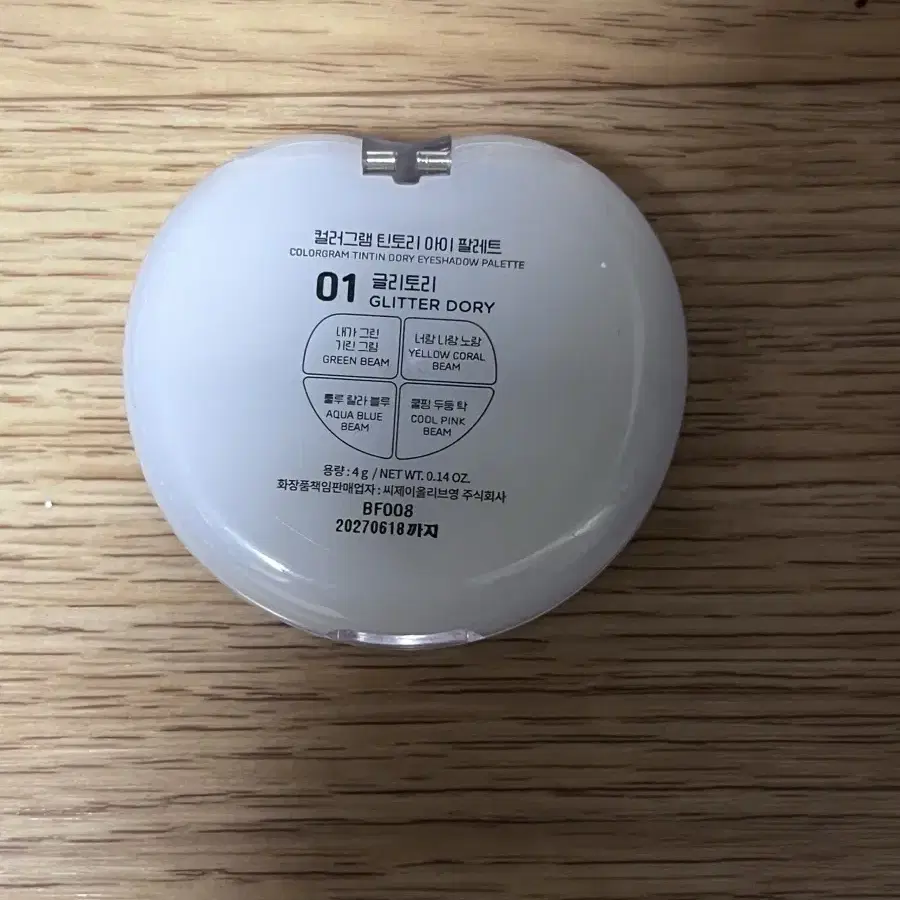 컬러그램 틴토리 아이 팔레트
COLORGRAM TINTIN DORY EYESHADOW PALETTE
01 글리토리
GLITTER DORY
내가 그린
기린 그림
GREEN BEAM
너랑 나랑 노랑
YELLOW CORAL
BEAM
룰루 랄라 블루
AQUA BLUE
BEAM
쿨핑 두둠 탁
COOL PINK
BEAM
용량 : 4 g / NET WT. 0.14 OZ.
화장품책임판매업자 : 씨제이올리브영 주식회사
BF008
20270618까지